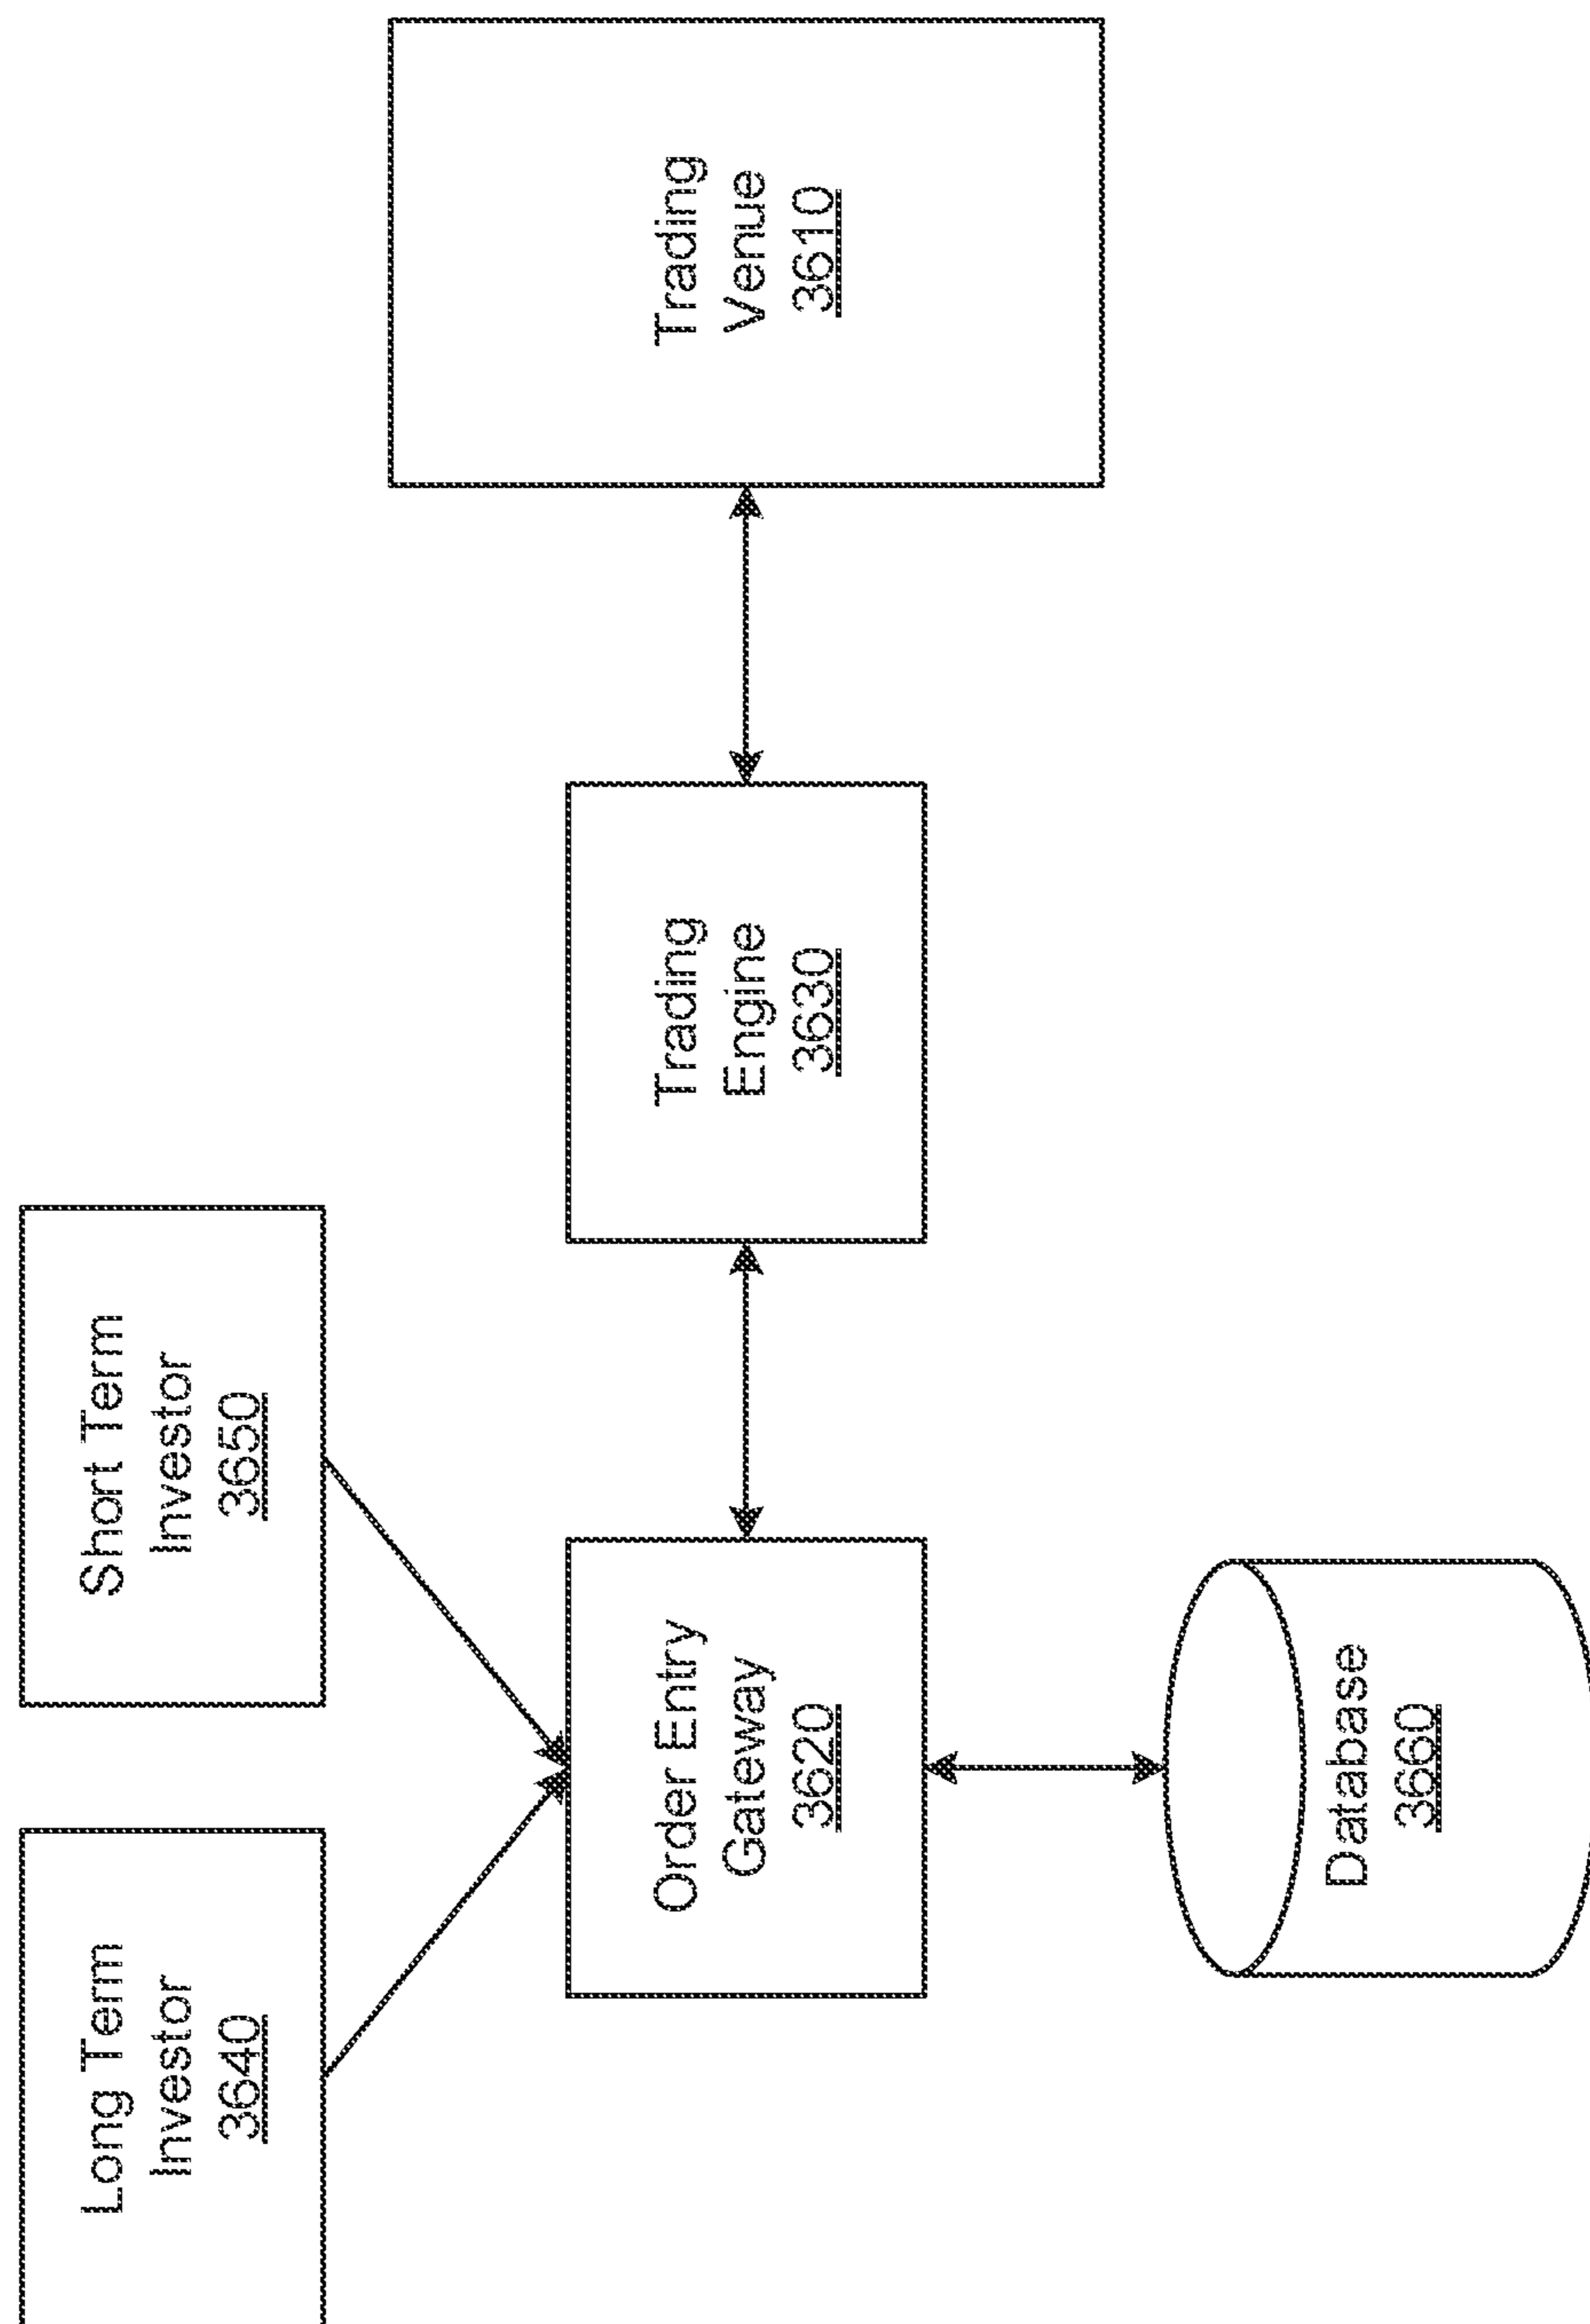 Long Term
Investor
3640
Short Term
Investor
3650
Order Entry
Gateway
3620
Trading
Engine
3630
Trading
Venue
3610
Database
3660